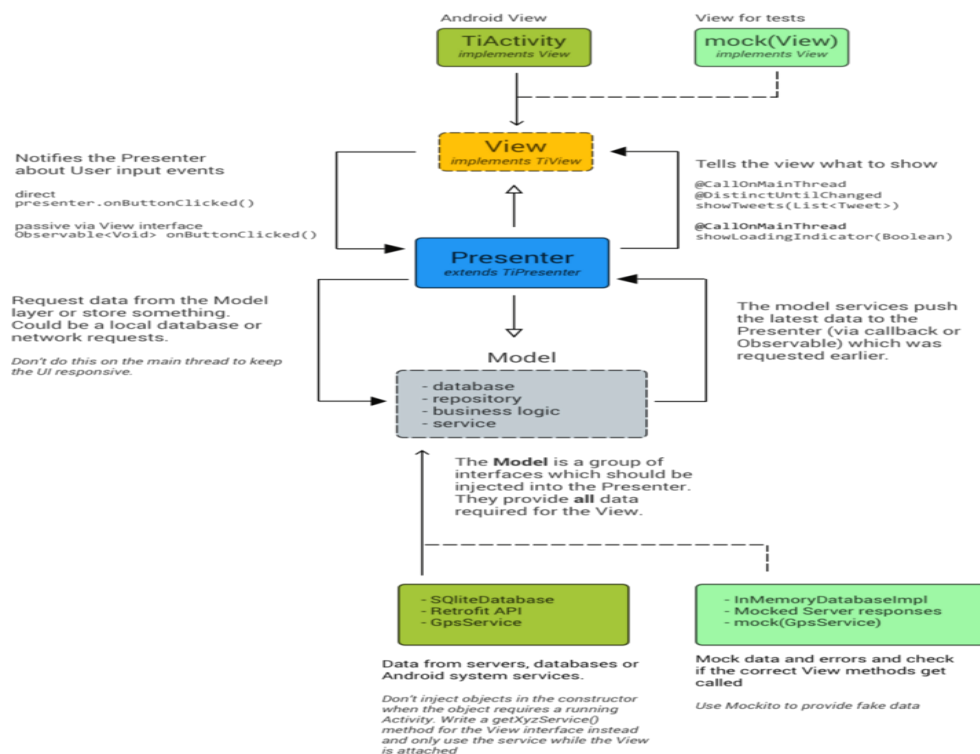 Android View
View for tests
TiActivity
implements View
mock(View)
implements View
View
implements TiView
Notifies the Presenter
about User input events
direct
presenter.onButtonClicked()
passive via View interface
Observable<Void> onButtonClicked()
Tells the view what to show
@CallOnMainThread
@DistinctUntilChanged
showTweets(List<Tweet>)
@CallOnMainThread
showLoadingIndicator(Boolean)
Presenter
extends TiPresenter
Request data from the Model
layer or store something.
Could be a local database or
network requests.
Don't do this on the main thread to keep
the UI responsive.
The model services push
the latest data to the
Presenter (via callback or
Observable) which was
requested earlier.
Model
- database
- repository
- business logic
- service
The Model is a group of
interfaces which should be
injected into the Presenter.
They provide all data
required for the View.
- SQliteDatabase
- Retrofit API
- GpsService
- InMemoryDatabaseImpl
- Mocked Server responses
- mock(GpsService)
Data from servers, databases or
Android system services.
Don't inject objects in the constructor
when the object requires a running
Activity. Write a getXyzService()
method for the View interface instead
and only use the service while the View
is attached
Mock data and errors and check
if the correct View methods get
called
Use Mockito to provide fake data